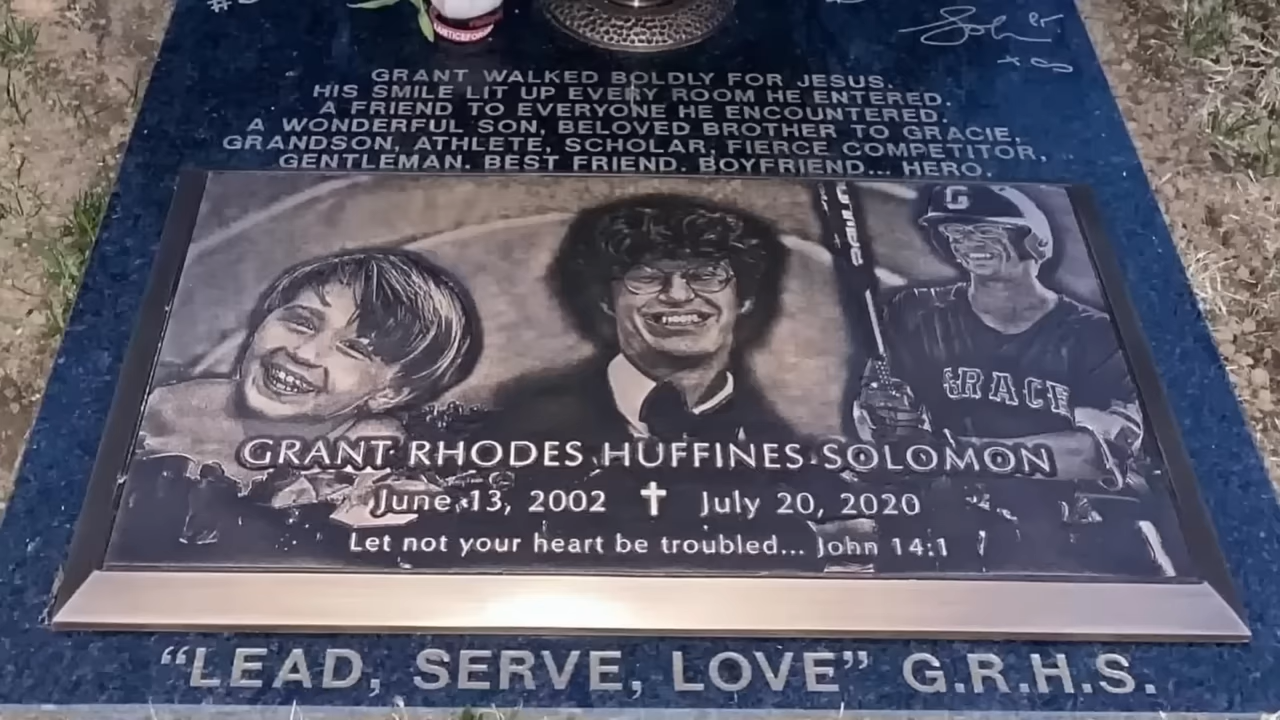 GRANT WALKED BOLDLY FOR JESUS.
HIS SMILE LIT UP EVERY ROOM HE ENTERED.
A FRIEND TO EVERYONE HE ENCOUNTERED.
A WONDERFUL SON, BELOVED BROTHER TO GRACIE,
GRANDSON, ATHLETE, SCHOLAR, FIERCE COMPETITOR,
GENTLEMAN. BEST FRIEND. BOYFRIEND... HERO.
G
GRACE
GRANT RHODES HUFFINES SOLOMON
June 13, 2002 July 20, 2020
Let not your heart be troubled... John 14:1
“LEAD, SERVE, LOVE” G.R.H.S.